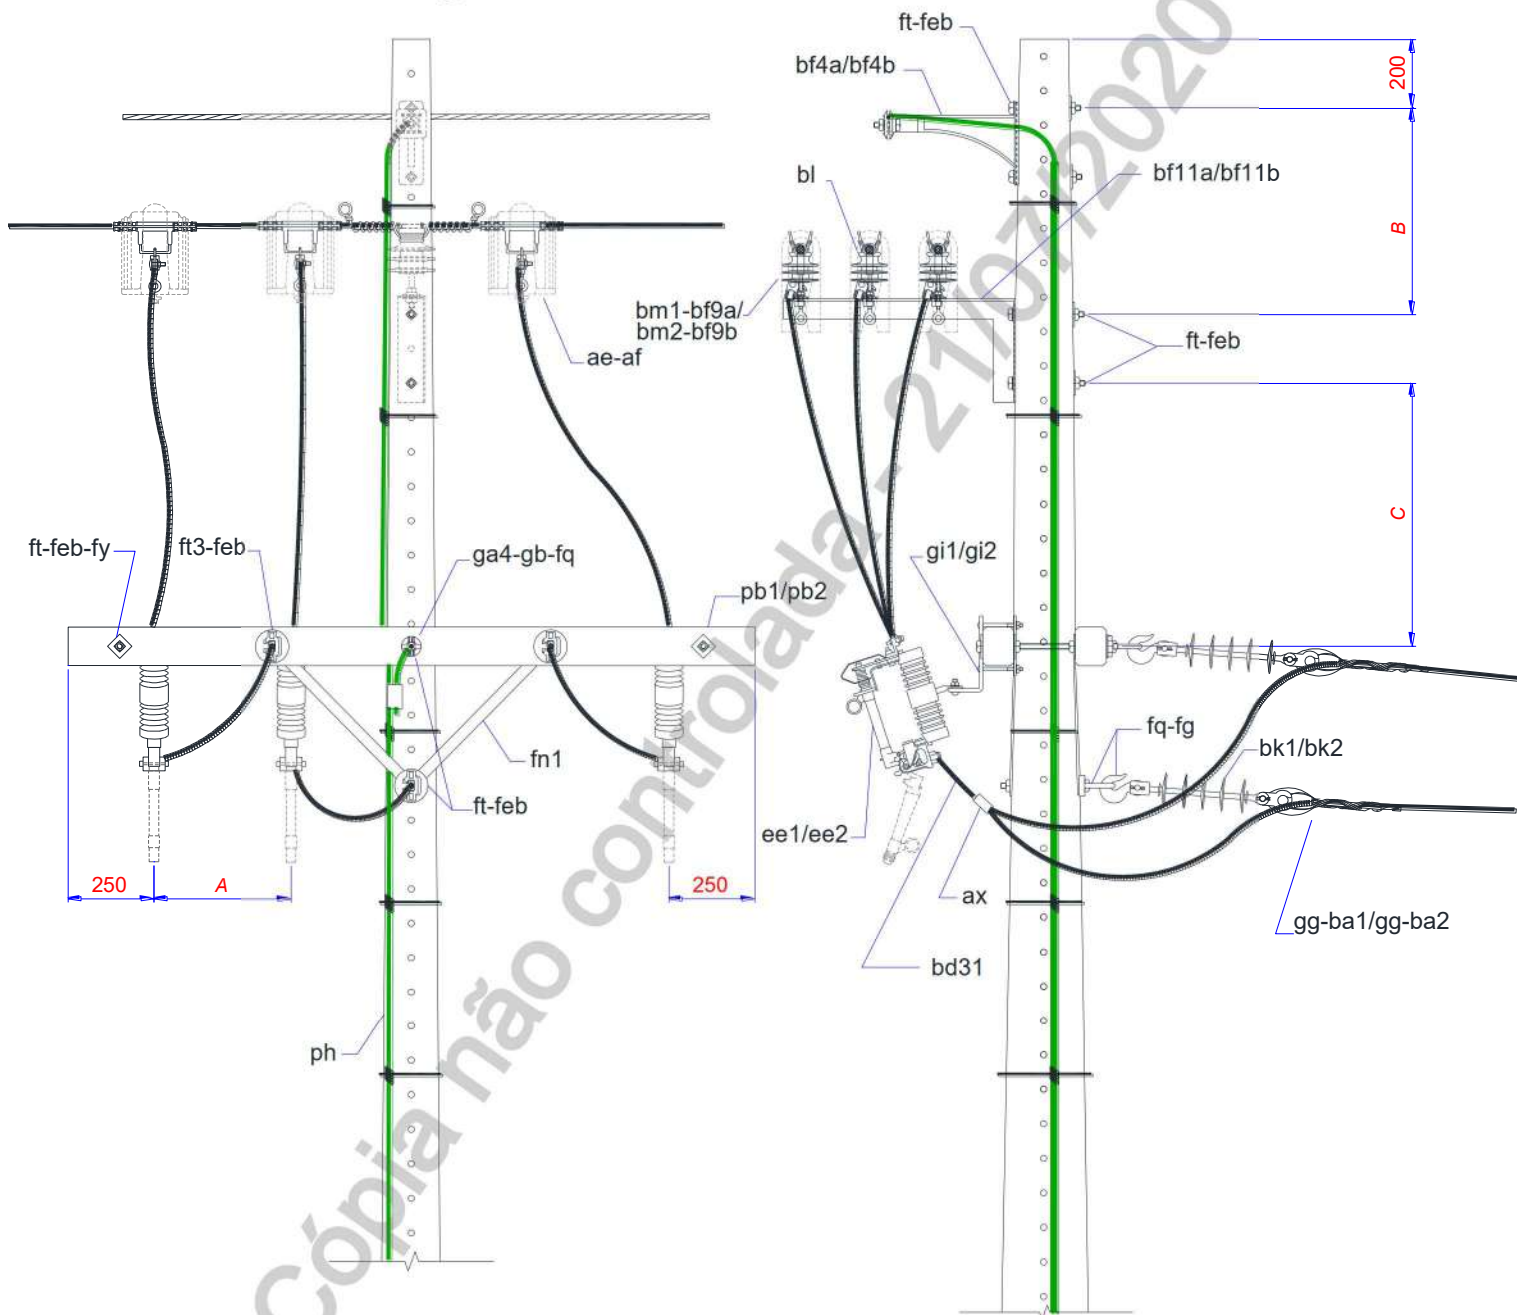 ft-feb
bf4a/bf4b
200
bl
bf11a/bf11b
B
bm1-bf9a/
bm2-bf9b
ft-feb
ae-af
C
ft-feb-fy
ft3-feb
ga4-gb-fq
pb1/pb2
gi1/gi2
fn1
fq-fg
bk1/bk2
ft-feb
ee1/ee2
250
A
250
ax
gg-ba1/gg-ba2
bd31
ph
Cópia não controlada - 21/07/2020